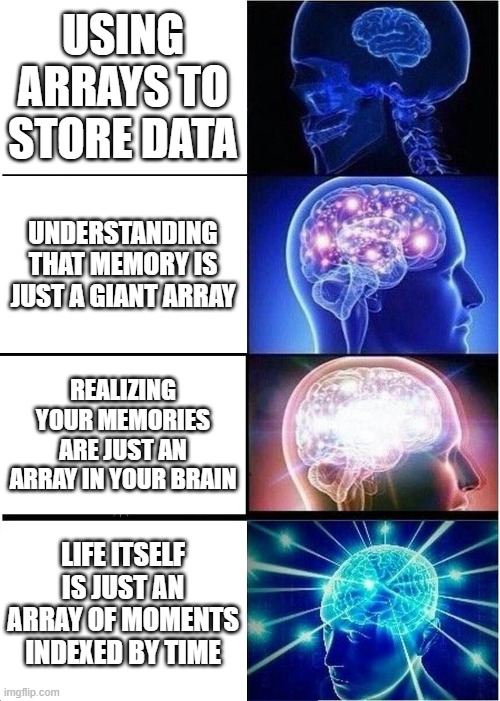 USING
ARRAYS TO
STORE DATA
UNDERSTANDING
THAT MEMORY IS
JUST A GIANT ARRAY
REALIZING
YOUR MEMORIES
ARE JUST AN
ARRAY IN YOUR BRAIN
LIFE ITSELF
IS JUST AN
ARRAY OF MOMENTS
INDEXED BY TIME
imgflip.com